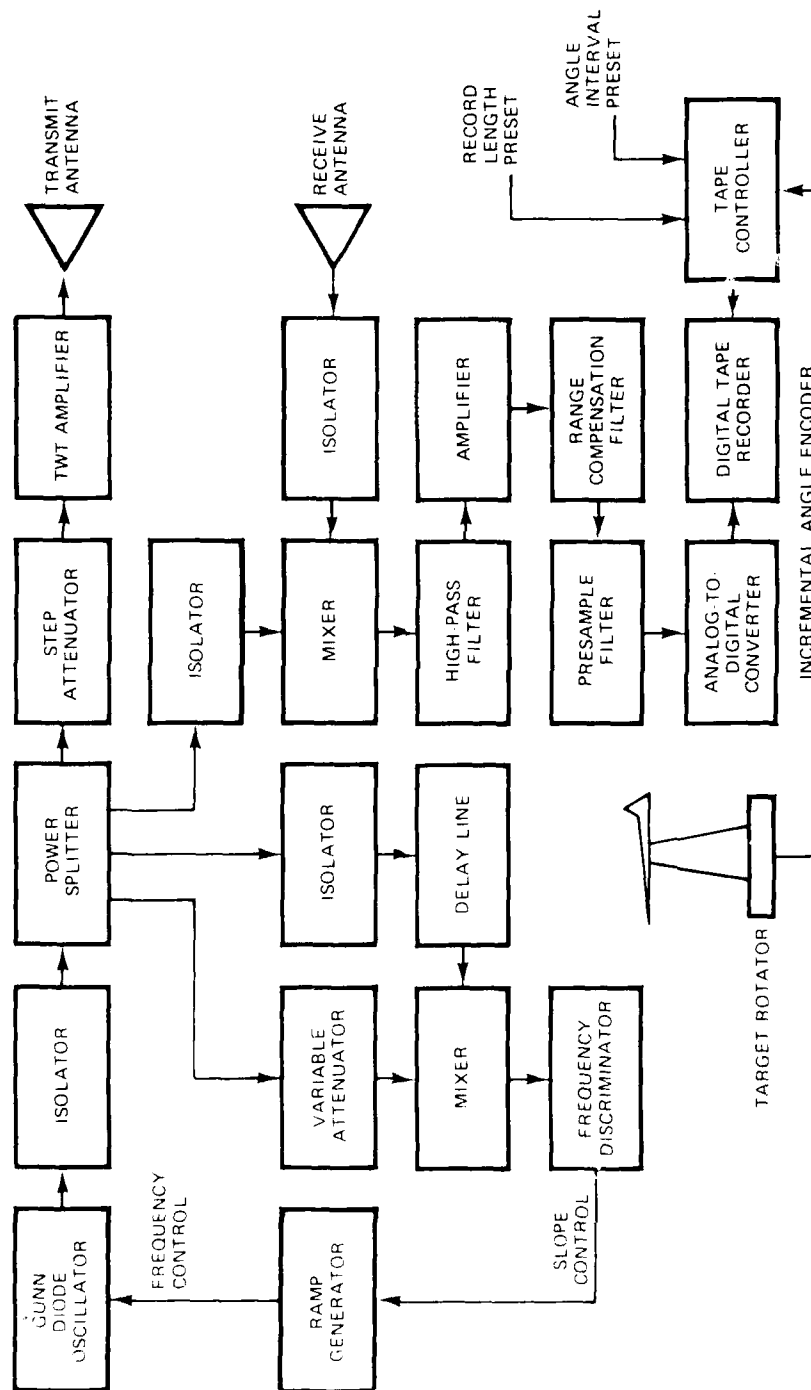 GUNN
DIODE
OSCILLATOR
ISOLATOR
POWER
SPLITTER
STEP
ATTENUATOR
TWT AMPLIFIER
TRANSMIT
ANTENNA
FREQUENCY
CONTROL
RAMP
GENERATOR
VARIABLE
ATTENUATOR
ISOLATOR
ISOLATOR
MIXER
ISOLATOR
RECEIVE
ANTENNA
MIXER
DELAY LINE
HIGH-PASS
FILTER
AMPLIFIER
SLOPE
CONTROL
FREQUENCY
DISCRIMINATOR
PRESAMPLE
FILTER
RANGE
COMPENSATION
FILTER
RECORD
LENGTH
PRESET
ANGLE
INTERVAL
PRESET
TARGET ROTATOR
ANALOG-TO-
DIGITAL
CONVERTER
DIGITAL TAPE
RECORDER
TAPE
CONTROLLER
INCREMENTAL ANGLE ENCODER